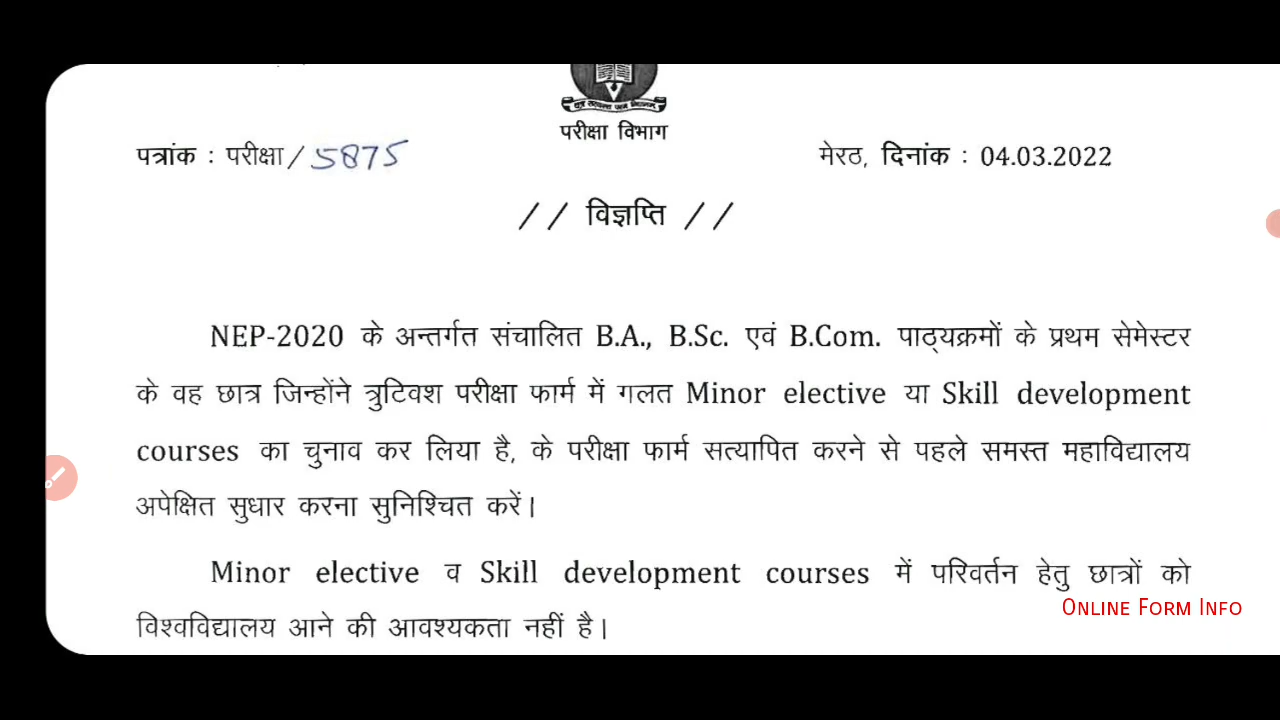 परीक्षा विभाग
पत्रांक : परीक्षा / 5875
मेरठ, दिनांक : 04.03.2022
// विज्ञप्ति //
NEP-2020 के अन्तर्गत संचालित B.A., B.Sc. एवं B.Com. पाठ्यक्रमों के प्रथम सेमेस्टर
के वह छात्र जिन्होंने त्रुटिवश परीक्षा फार्म में गलत Minor elective या Skill development
courses का चुनाव कर लिया है, के परीक्षा फार्म सत्यापित करने से पहले समस्त महाविद्यालय
अपेक्षित सुधार करना सुनिश्चित करें।
Minor elective व Skill development courses में परिवर्तन हेतु छात्रों को
विश्वविद्यालय आने की आवश्यकता नहीं है।
ONLINE FORM INFO